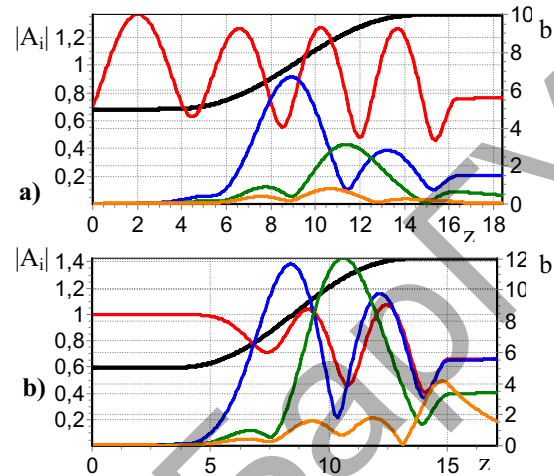 |A_i| 1,2 1 0,8 0,6 0,4 0,2
10 b 8 6 4 2 0
a)
0 2 4 6 8 10 12 14 16 18
z
|A_i| 1,4 1,2 1 0,8 0,6 0,4 0,2
12 b 10 8 6 4 2 0
b)
0 5 10 15
z